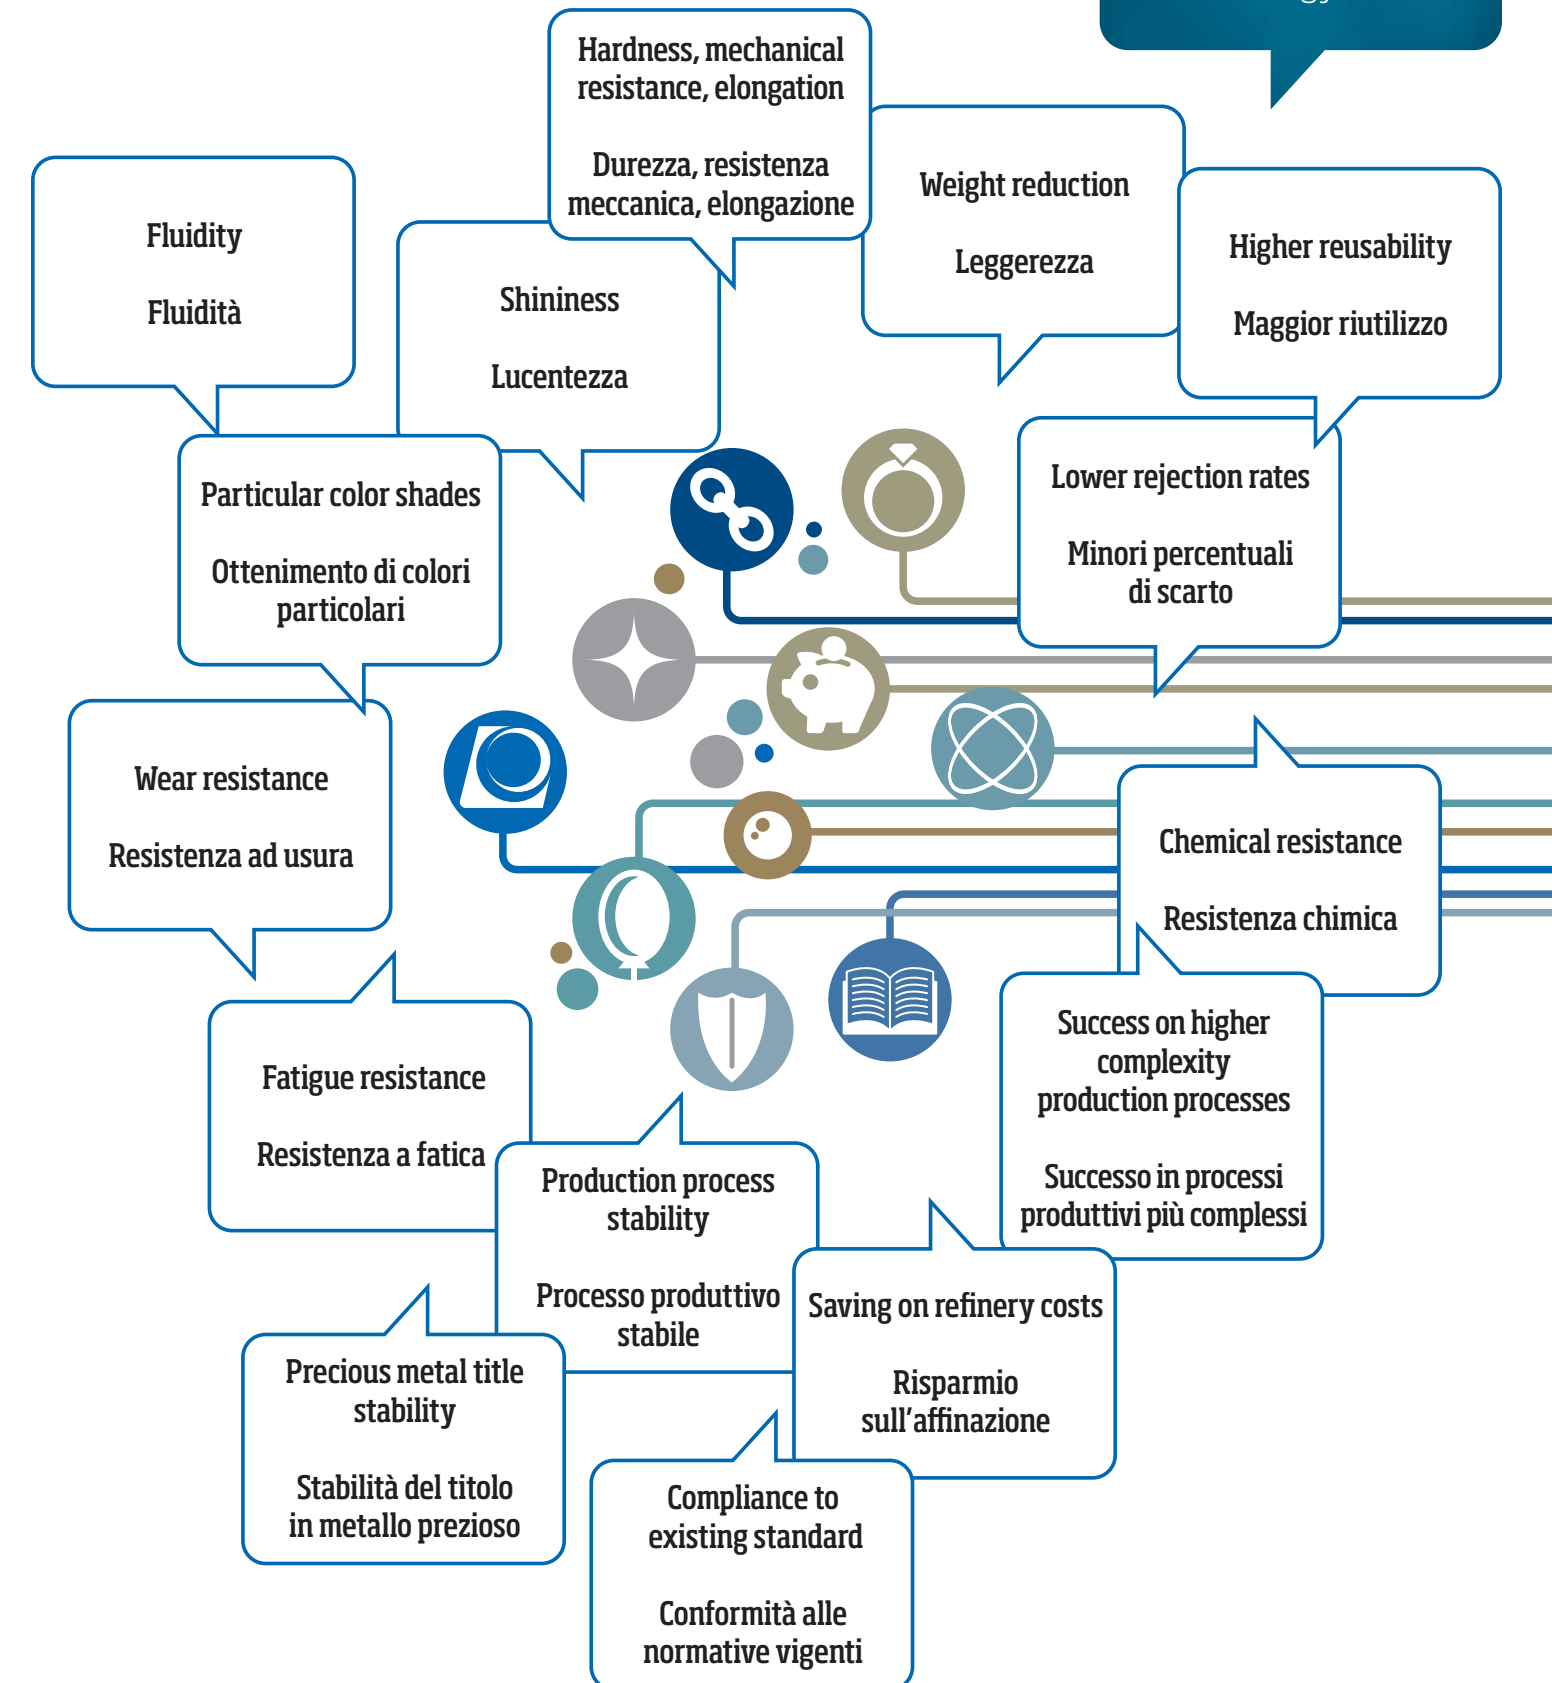 Hardness, mechanical
resistance, elongation
Durezza, resistenza
meccanica, elongazione
Weight reduction
Leggerezza
Higher reusability
Maggior riutilizzo
Fluidity
Fluidità
Shininess
Lucentezza
Particular color shades
Ottenimento di colori
particolari
Lower rejection rates
Minori percentuali
di scarto
Wear resistance
Resistenza ad usura
Chemical resistance
Resistenza chimica
Fatigue resistance
Resistenza a fatica
Success on higher
complexity
production processes
Successo in processi
produttivi più complessi
Production process
stability
Processo produttivo
stabile
Saving on refinery costs
Risparmio
sull'affinazione
Precious metal title
stability
Stabilità del titolo
in metallo prezioso
Compliance to
existing standard
Conformità alle
normative vigenti